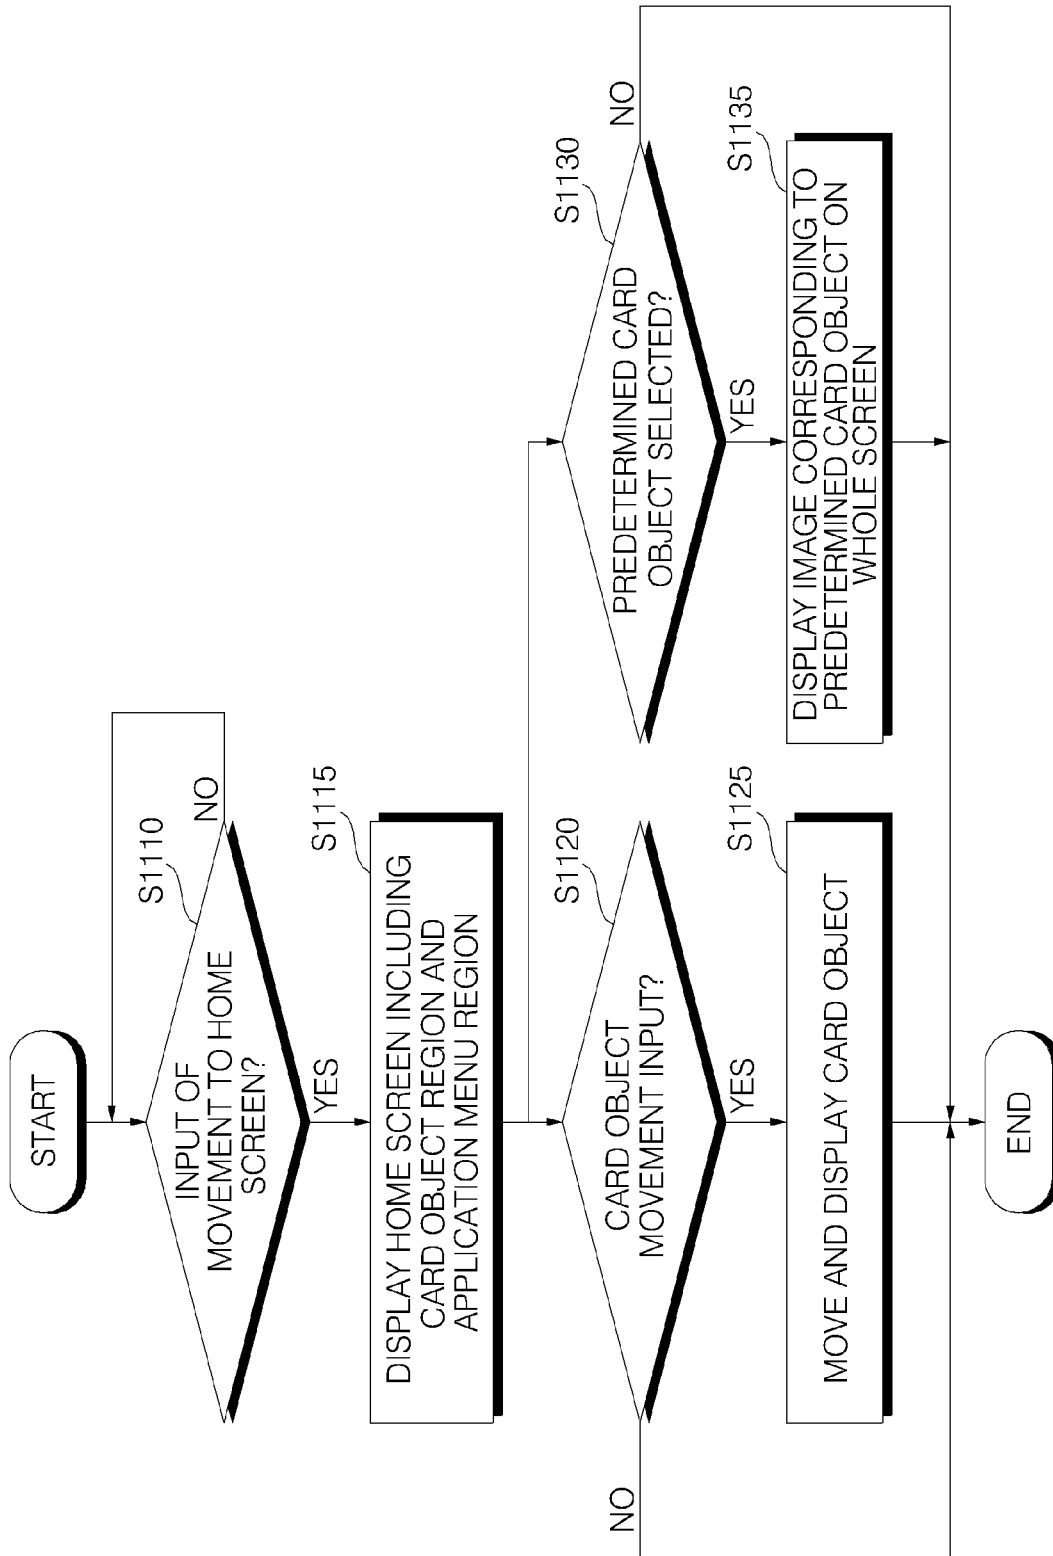 START
INPUT OF
MOVEMENT TO HOME
SCREEN?
S1110
NO
YES
DISPLAY HOME SCREEN INCLUDING
CARD OBJECT REGION AND
APPLICATION MENU REGION
S1115
CARD OBJECT
MOVEMENT INPUT?
S1120
NO
YES
MOVE AND DISPLAY CARD OBJECT
S1125
PREDETERMINED CARD
OBJECT SELECTED?
S1130
NO
YES
DISPLAY IMAGE CORRESPONDING TO
PREDETERMINED CARD OBJECT ON
WHOLE SCREEN
S1135
END